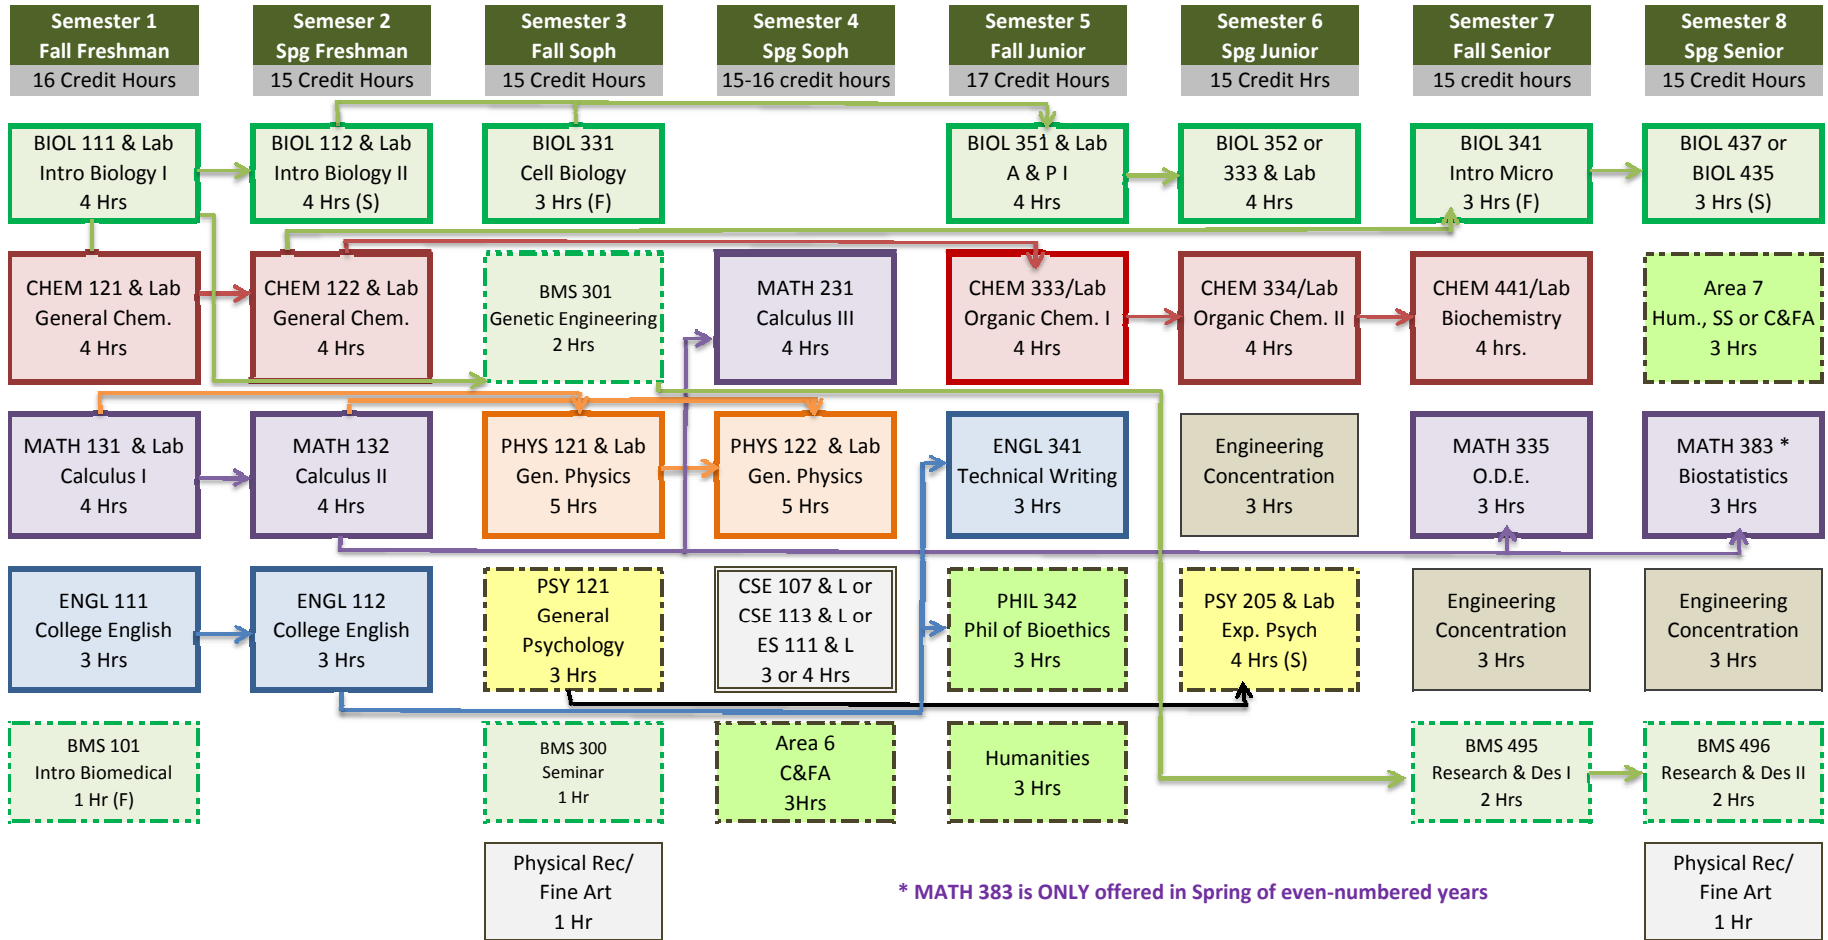 Semester 1
Fall Freshman
16 Credit Hours
Semeser 2
Spg Freshman
15 Credit Hours
Semester 3
Fall Soph
15 Credit Hours
Semester 4
Spg Soph
15-16 credit hours
Semester 5
Fall Junior
17 Credit Hours
Semester 6
Spg Junior
15 Credit Hrs
Semester 7
Fall Senior
15 credit hours
Semester 8
Spg Senior
15 Credit Hours
BIOL 111 & Lab
Intro Biology I
4 Hrs
BIOL 112 & Lab
Intro Biology II
4 Hrs (S)
BIOL 331
Cell Biology
3 Hrs (F)
BIOL 351 & Lab
A & P I
4 Hrs
BIOL 352 or
333 & Lab
4 Hrs
BIOL 341
Intro Micro
3 Hrs (F)
BIOL 437 or
BIOL 435
3 Hrs (S)
CHEM 121 & Lab
General Chem.
4 Hrs
CHEM 122 & Lab
General Chem.
4 Hrs
BMS 301
Genetic Engineering
2 Hrs
MATH 231
Calculus III
4 Hrs
CHEM 333/Lab
Organic Chem. I
4 Hrs
CHEM 334/Lab
Organic Chem. II
4 Hrs
CHEM 441/Lab
Biochemistry
4 hrs.
Area 7
Hum., SS or C&FA
3 Hrs
MATH 131 & Lab
Calculus I
4 Hrs
MATH 132
Calculus II
4 Hrs
PHYS 121 & Lab
Gen. Physics
5 Hrs
PHYS 122 & Lab
Gen. Physics
5 Hrs
ENGL 341
Technical Writing
3 Hrs
Engineering
Concentration
3 Hrs
MATH 335
O.D.E.
3 Hrs
MATH 383 *
Biostatistics
3 Hrs
ENGL 111
College English
3 Hrs
ENGL 112
College English
3 Hrs
PSY 121
General
Psychology
3 Hrs
CSE 107 & L or
CSE 113 & L or
ES 111 & L
3 or 4 Hrs
PHIL 342
Phil of Bioethics
3 Hrs
PSY 205 & Lab
Exp. Psych
4 Hrs (S)
Engineering
Concentration
3 Hrs
Engineering
Concentration
3 Hrs
BMS 101
Intro Biomedical
1 Hr (F)
BMS 300
Seminar
1 Hr
Area 6
C&FA
3Hrs
Humanities
3 Hrs
BMS 495
Research & Des I
2 Hrs
BMS 496
Research & Des II
2 Hrs
Physical Rec/
Fine Art
1 Hr
* MATH 383 is ONLY offered in Spring of even-numbered years
Physical Rec/
Fine Art
1 Hr